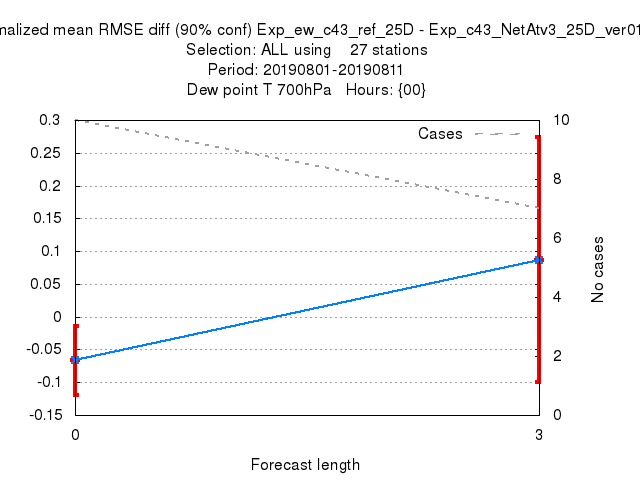 malized mean RMSE diff (90% conf) Exp_ew_c43_ref_25D - Exp_c43_NetAtv3_25D_ver01
Selection: ALL using 27 stations
Period: 20190801-20190811
Dew point T 700hPa Hours: {00}
Cases
0.3
0.25
0.2
0.15
0.1
0.05
0
-0.05
-0.1
-0.15
10
8
6
4
2
0
No cases
0
3
Forecast length